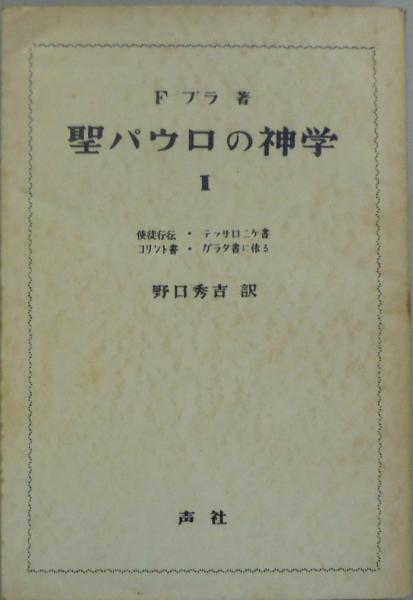 F プラ 著
聖パウロの神学
I
使徒行伝・テッサロニケ書
コリント書・ガラタ書に依る
野口秀吉 訳
声社